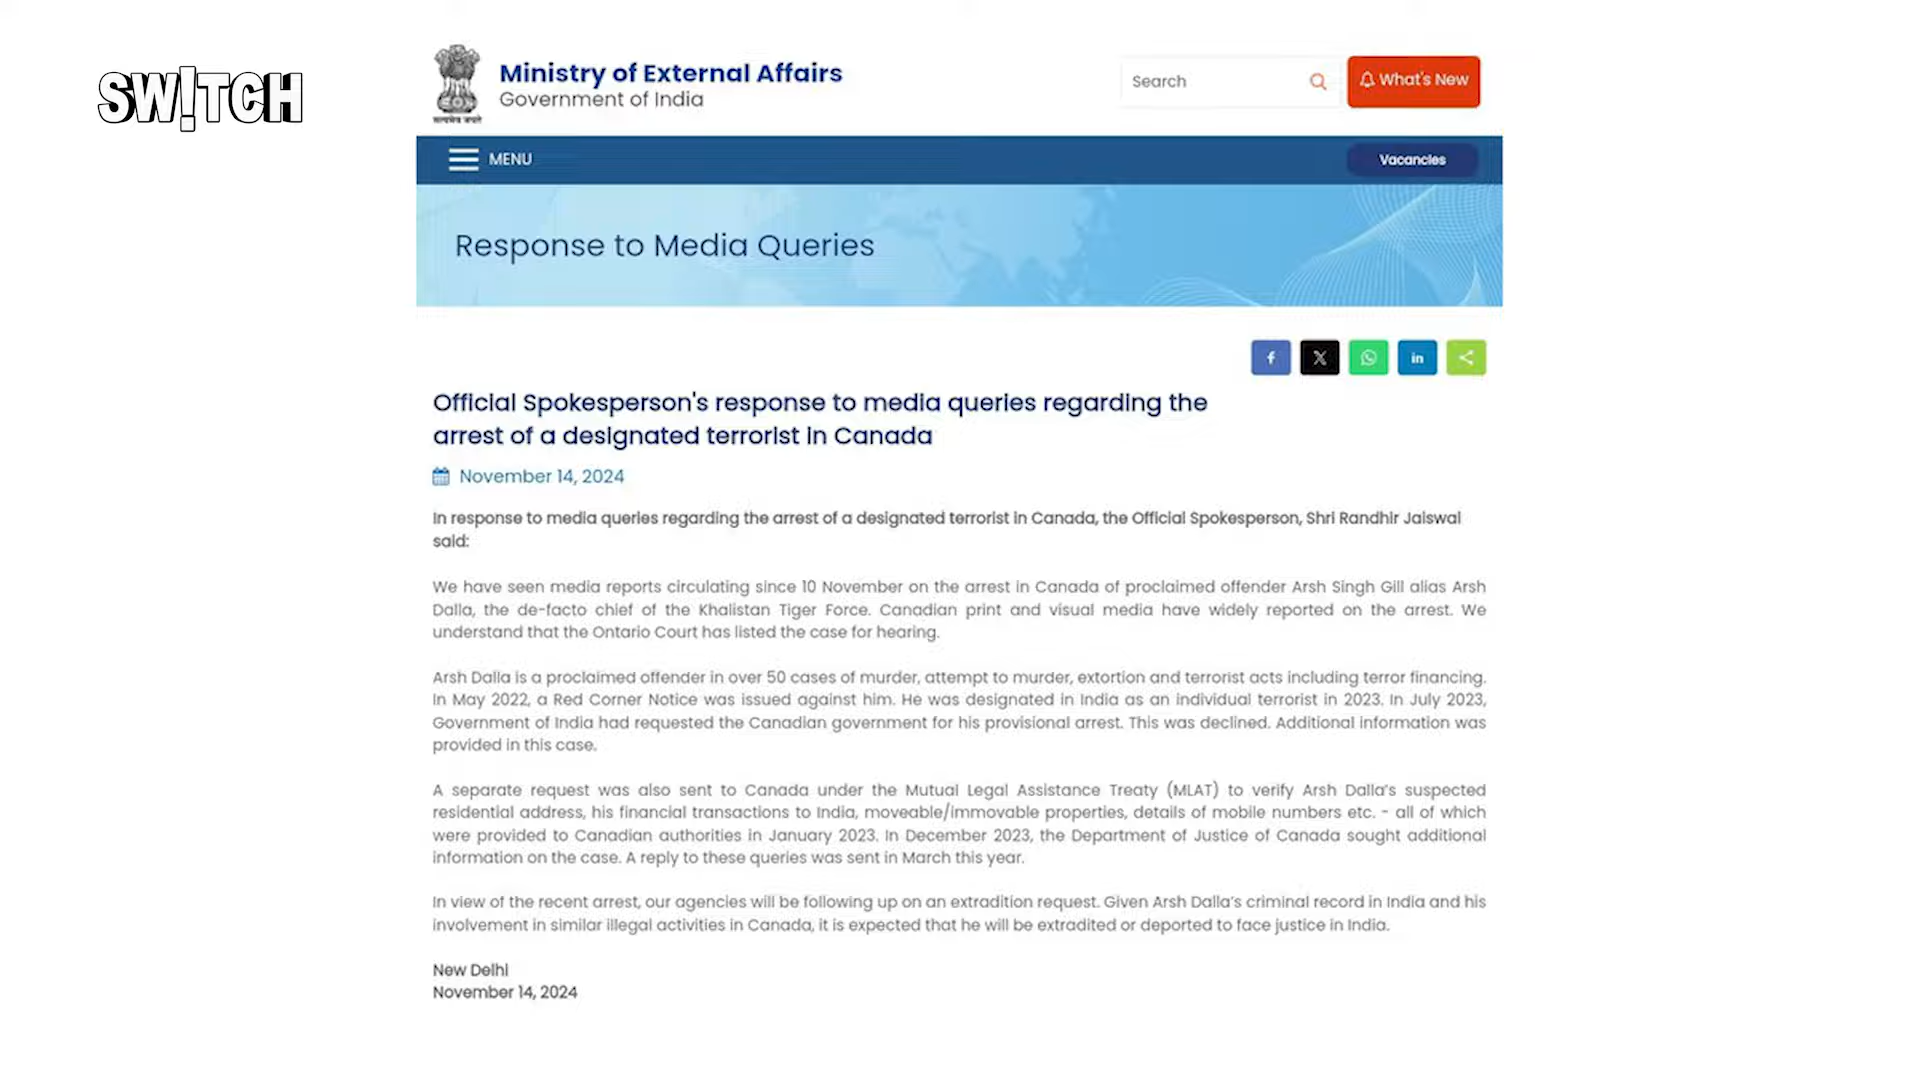 SW!TCH
सत्यमेव जयते
Ministry of External Affairs
Government of India
Search
What's New
MENU
Vacancies
Response to Media Queries
Official Spokesperson's response to media queries regarding the
arrest of a designated terrorist in Canada
November 14, 2024
In response to media queries regarding the arrest of a designated terrorist in Canada, the Official Spokesperson, Shri Randhir Jaiswal
said:
We have seen media reports circulating since 10 November on the arrest in Canada of proclaimed offender Arsh Singh Gill alias Arsh
Dalla, the de-facto chief of the Khalistan Tiger Force. Canadian print and visual media have widely reported on the arrest. We
understand that the Ontario Court has listed the case for hearing.
Arsh Dalla is a proclaimed offender in over 50 cases of murder, attempt to murder, extortion and terrorist acts including terror financing.
In May 2022, a Red Corner Notice was issued against him. He was designated in India as an individual terrorist in 2023. In July 2023,
Government of India had requested the Canadian government for his provisional arrest. This was declined. Additional information was
provided in this case.
A separate request was also sent to Canada under the Mutual Legal Assistance Treaty (MLAT) to verify Arsh Dalla's suspected
residential address, his financial transactions to India, moveable/immovable properties, details of mobile numbers etc. - all of which
were provided to Canadian authorities in January 2023. In December 2023, the Department of Justice of Canada sought additional
information on the case. A reply to these queries was sent in March this year.
In view of the recent arrest, our agencies will be following up on an extradition request. Given Arsh Dalla's criminal record in India and his
involvement in similar illegal activities in Canada, it is expected that he will be extradited or deported to face justice in India.
New Delhi
November 14, 2024